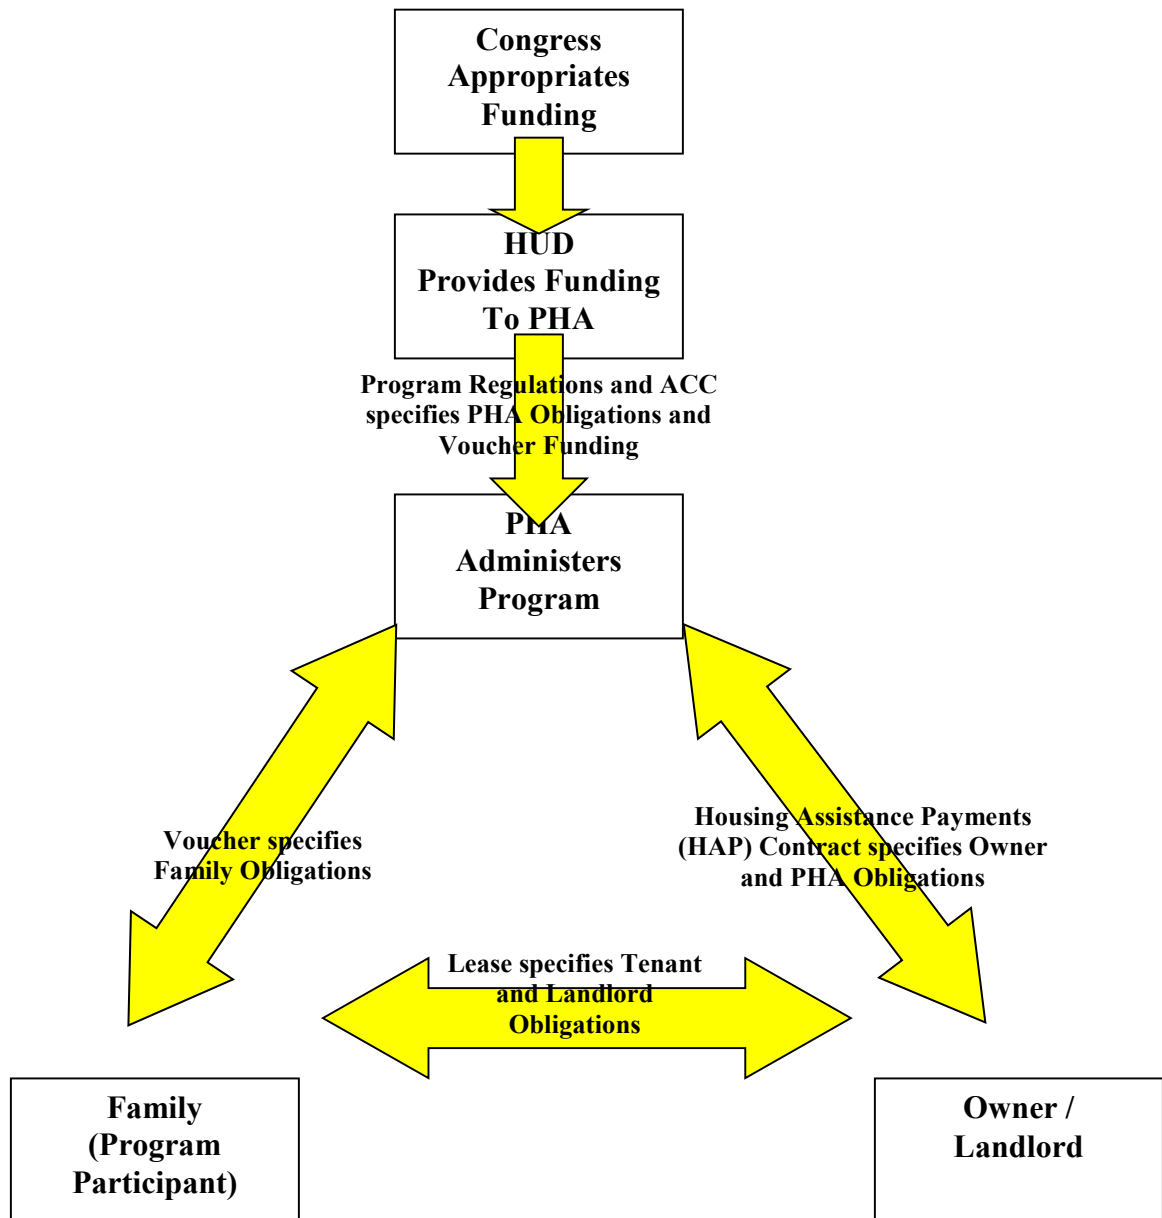 Congress
Appropriates
Funding
HUD
Provides Funding
To PHA
Program Regulations and ACC
specifies PHA Obligations and
Voucher Funding
PHA
Administers
Program
Voucher specifies
Family Obligations
Housing Assistance Payments
(HAP) Contract specifies Owner
and PHA Obligations
Lease specifies Tenant
and Landlord
Obligations
Family
(Program
Participant)
Owner /
Landlord